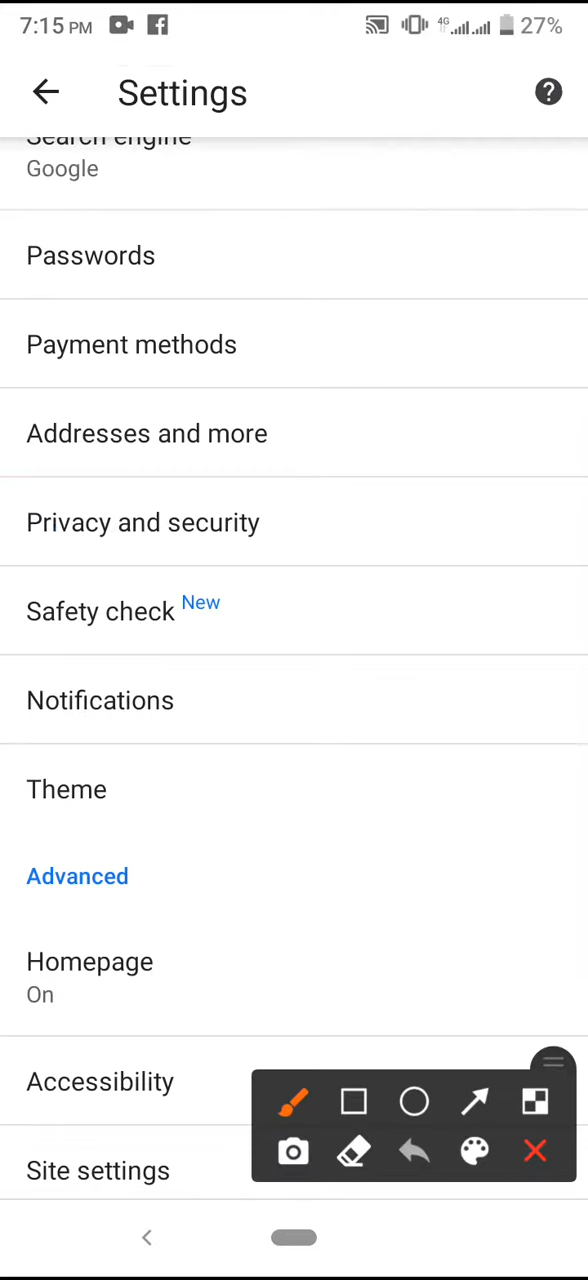 7:15 PM
4G
27%
Settings
Search engine
Google
Passwords
Payment methods
Addresses and more
Privacy and security
Safety check New
Notifications
Theme
Advanced
Homepage
On
Accessibility
Site settings